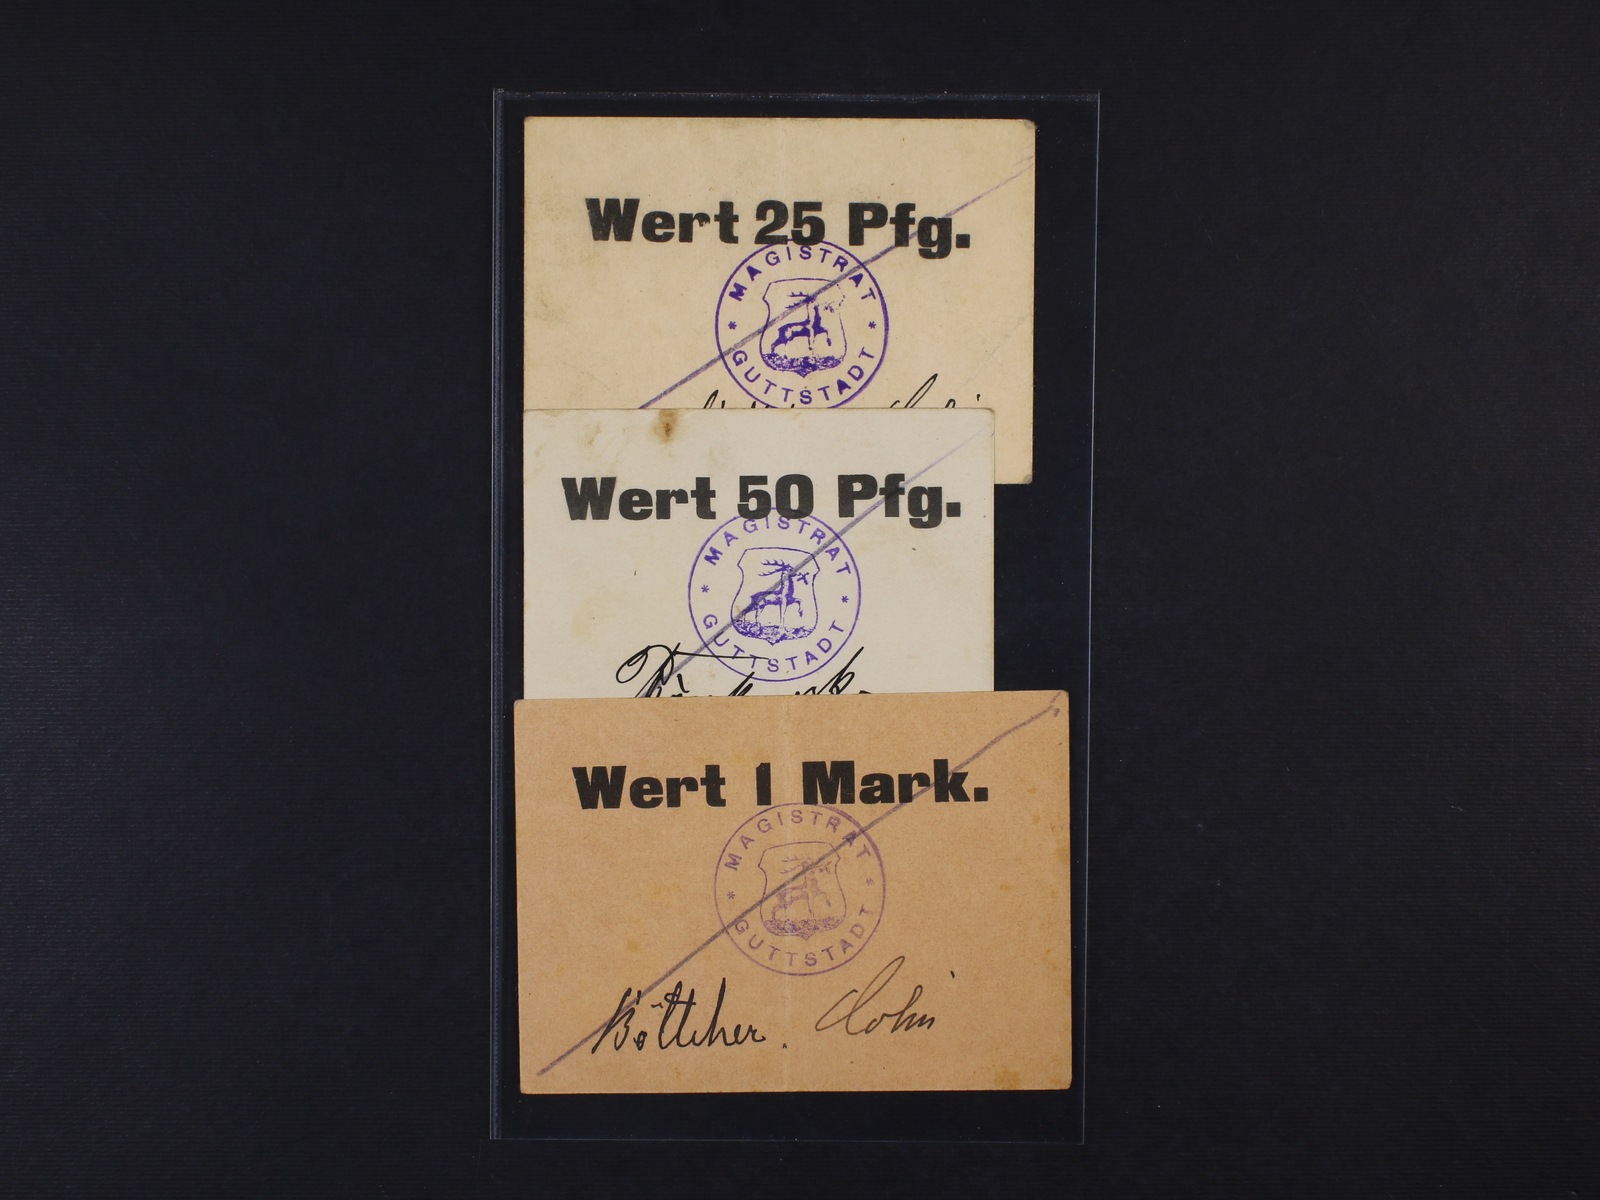 Wert 25 Pfg.
MAGISTRAT
* *
GUTTSTADT
Wert 50 Pfg.
MAGISTRAT
* *
GUTTSTADT
Wert 1 Mark.
MAGISTRAT
* *
GUTTSTADT
Böttcher.